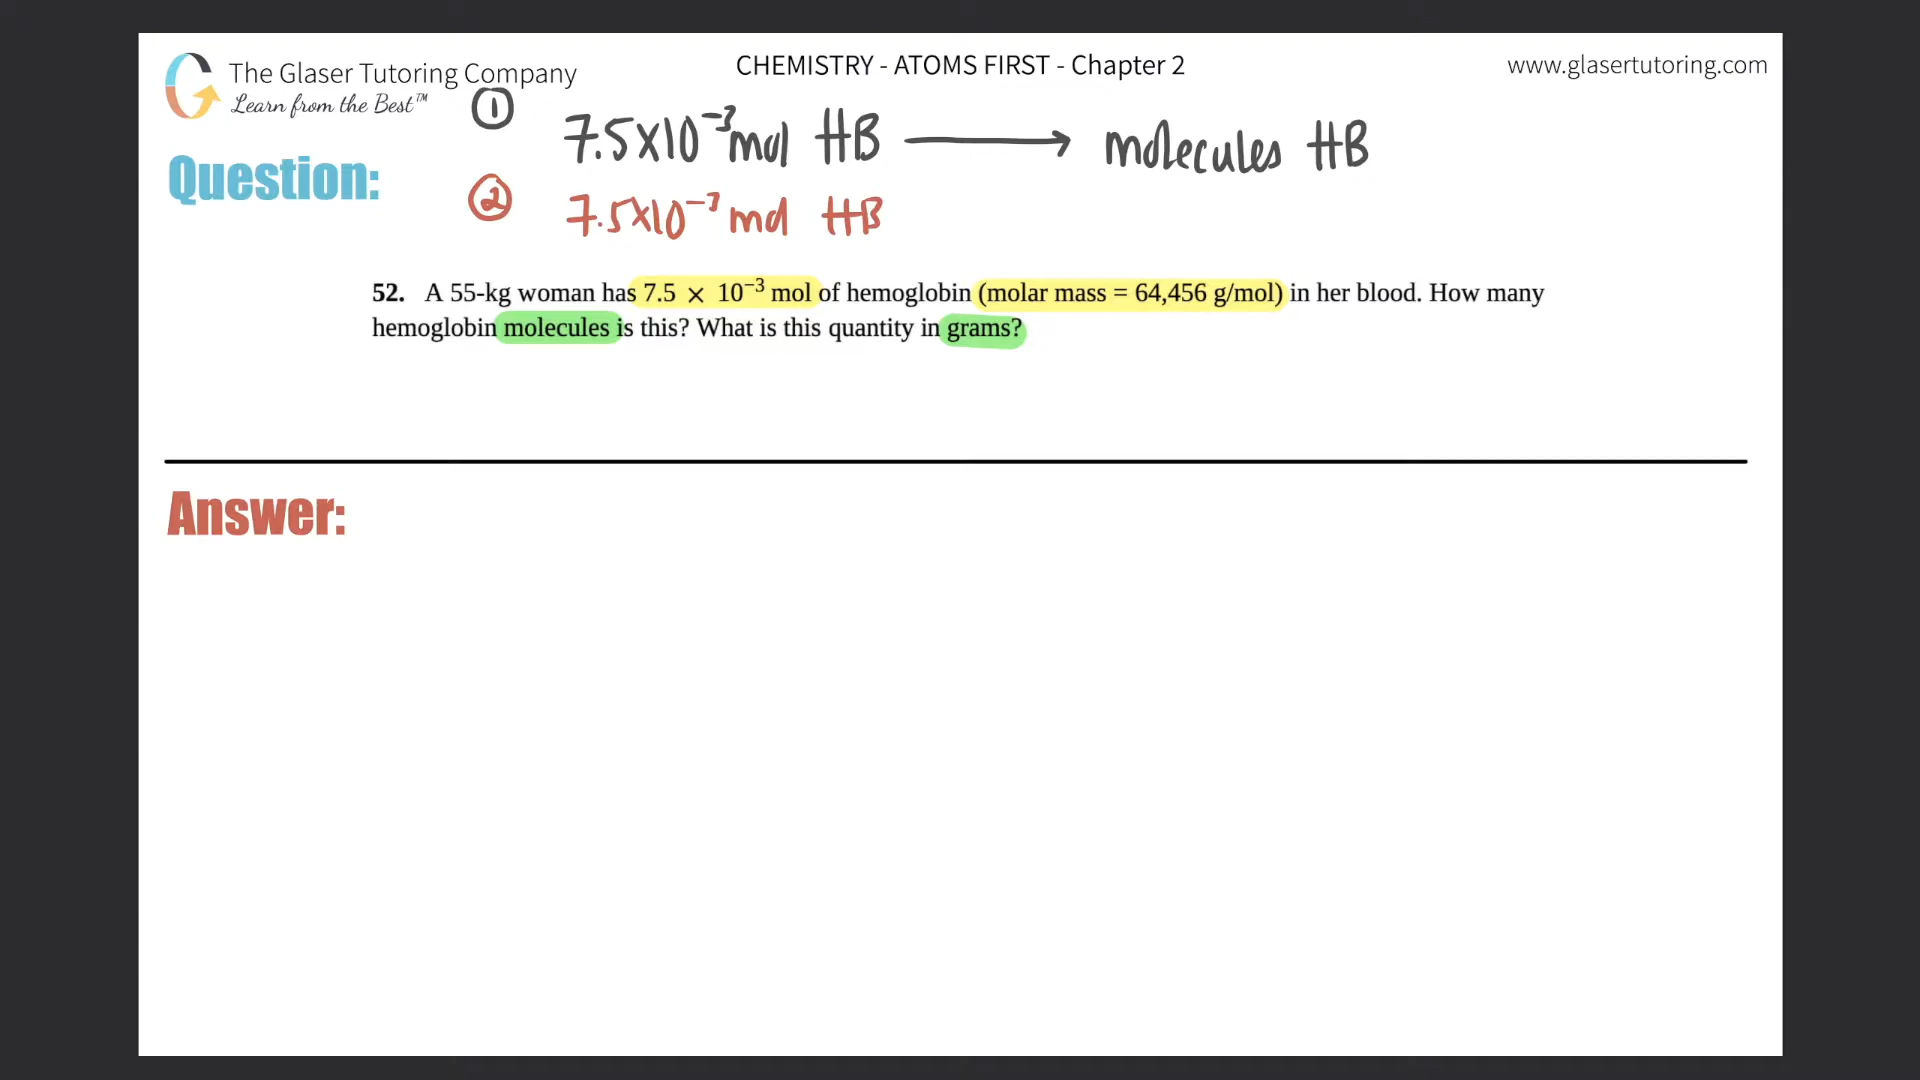 The Glaser Tutoring Company
Learn from the Best™
CHEMISTRY - ATOMS FIRST - Chapter 2
www.glasertutoring.com
① 7.5x10⁻³ mol HB → molecules HB
Question:
② 7.5x10⁻³ mol HB
52. A 55-kg woman has 7.5 × 10⁻³ mol of hemoglobin (molar mass = 64,456 g/mol) in her blood. How many
hemoglobin molecules is this? What is this quantity in grams?
Answer: